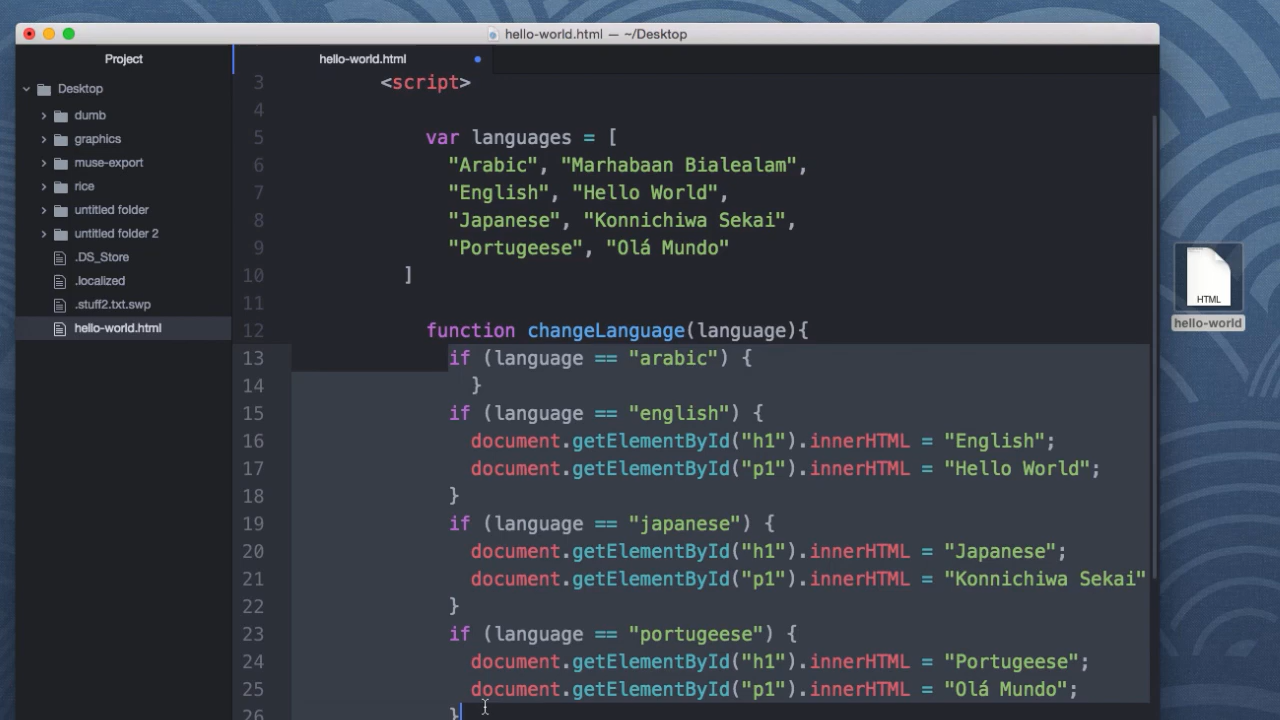 hello-world.html — ~/Desktop
Project
hello-world.html
Desktop
dumb
graphics
muse-export
rice
untitled folder
untitled folder 2
.DS_Store
.localized
.stuff2.txt.swp
hello-world.html
3 <script>
4
5 var languages = [
6 "Arabic", "Marhabaan Bialealam",
7 "English", "Hello World",
8 "Japanese", "Konnichiwa Sekai",
9 "Portugeese", "Olá Mundo"
10 ]
11
12 function changeLanguage(language){
13 if (language == "arabic") {
14 }
15 if (language == "english") {
16 document.getElementById("h1").innerHTML = "English";
17 document.getElementById("p1").innerHTML = "Hello World";
18 }
19 if (language == "japanese") {
20 document.getElementById("h1").innerHTML = "Japanese";
21 document.getElementById("p1").innerHTML = "Konnichiwa Sekai"
22 }
23 if (language == "portugeese") {
24 document.getElementById("h1").innerHTML = "Portugeese";
25 document.getElementById("p1").innerHTML = "Olá Mundo";
26 }
HTML
hello-world